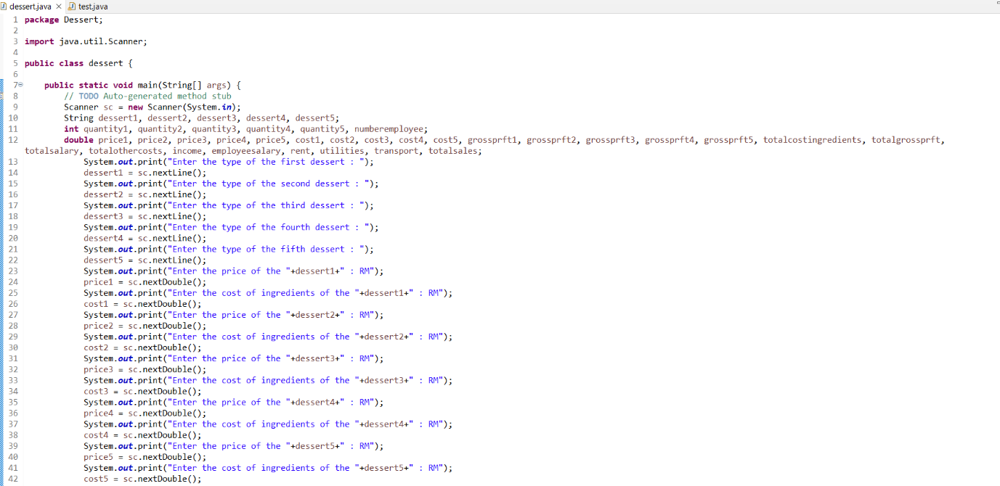 dessert.java test.java
1 package Dessert;
2
3 import java.util.Scanner;
4
5 public class dessert {
6
7 public static void main(String[] args) {
8 // TODO Auto-generated method stub
9 Scanner sc = new Scanner(System.in);
10 String dessert1, dessert2, dessert3, dessert4, dessert5;
11 int quantity1, quantity2, quantity3, quantity4, quantity5, numberemployee;
12 double price1, price2, price3, price4, price5, cost1, cost2, cost3, cost4, cost5, grossprft1, grossprft2, grossprft3, grossprft4, grossprft5, totalcostingredients, totalgrossprft,
totalsalary, totalothercosts, income, employeesalary, rent, utilities, transport, totalsales;
13 System.out.print("Enter the type of the first dessert : ");
14 dessert1 = sc.nextLine();
15 System.out.print("Enter the type of the second dessert : ");
16 dessert2 = sc.nextLine();
17 System.out.print("Enter the type of the third dessert : ");
18 dessert3 = sc.nextLine();
19 System.out.print("Enter the type of the fourth dessert : ");
20 dessert4 = sc.nextLine();
21 System.out.print("Enter the type of the fifth dessert : ");
22 dessert5 = sc.nextLine();
23 System.out.print("Enter the price of the "+dessert1+" : RM");
24 price1 = sc.nextDouble();
25 System.out.print("Enter the cost of ingredients of the "+dessert1+" : RM");
26 cost1 = sc.nextDouble();
27 System.out.print("Enter the price of the "+dessert2+" : RM");
28 price2 = sc.nextDouble();
29 System.out.print("Enter the cost of ingredients of the "+dessert2+" : RM");
30 cost2 = sc.nextDouble();
31 System.out.print("Enter the price of the "+dessert3+" : RM");
32 price3 = sc.nextDouble();
33 System.out.print("Enter the cost of ingredients of the "+dessert3+" : RM");
34 cost3 = sc.nextDouble();
35 System.out.print("Enter the price of the "+dessert4+" : RM");
36 price4 = sc.nextDouble();
37 System.out.print("Enter the cost of ingredients of the "+dessert4+" : RM");
38 cost4 = sc.nextDouble();
39 System.out.print("Enter the price of the "+dessert5+" : RM");
40 price5 = sc.nextDouble();
41 System.out.print("Enter the cost of ingredients of the "+dessert5+" : RM");
42 cost5 = sc.nextDouble();